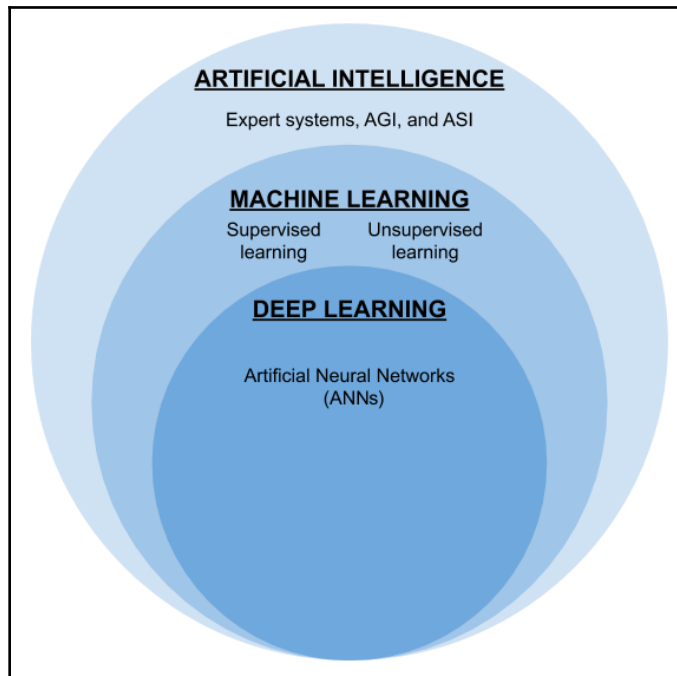 ARTIFICIAL INTELLIGENCE
Expert systems, AGI, and ASI
MACHINE LEARNING
Supervised learning
Unsupervised learning
DEEP LEARNING
Artificial Neural Networks
(ANNs)